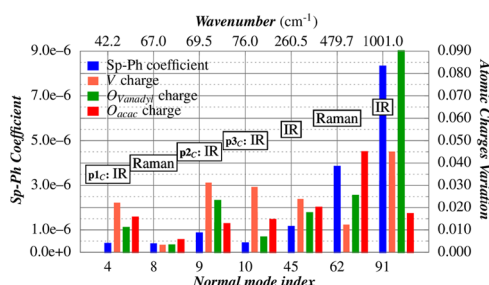 Wavenumber (cm-1)
42.2 67.0 69.5 76.0 260.5 479.7 1001.0
9.0e−6
7.0e−6
5.0e−6
3.0e−6
1.0e−6
0.0e+0
Sp-Ph Coefficient
Sp-Ph coefficient
V charge
OVanadyl charge
Oacac charge
p1C: IR
Raman
p2C: IR
p3C: IR
IR
Raman
IR
0.090
0.080
0.070
0.060
0.050
0.040
0.030
0.020
0.010
0.000
Atomic Charges Variation
4 8 9 10 45 62 91
Normal mode index